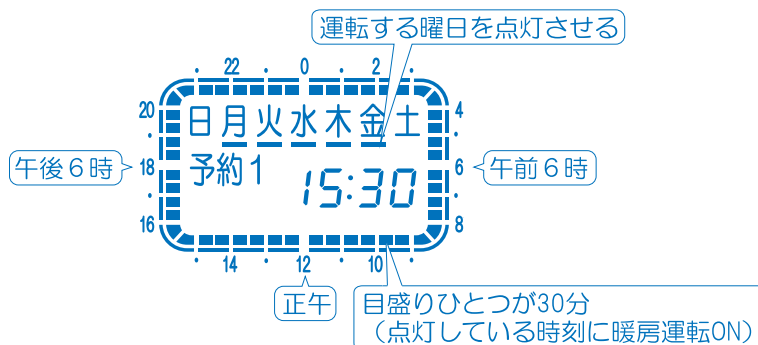 運転する曜日を点灯させる
・ 22 ・ 0 ・ 2 ・
20 日月火水木金土 4
・ ・
午後6時 18 予約1 15:30 6 午前6時
・ ・
16 8
・ 14 ・ 12 ・ 10 ・
正午
目盛りひとつが30分
(点灯している時刻に暖房運転ON)